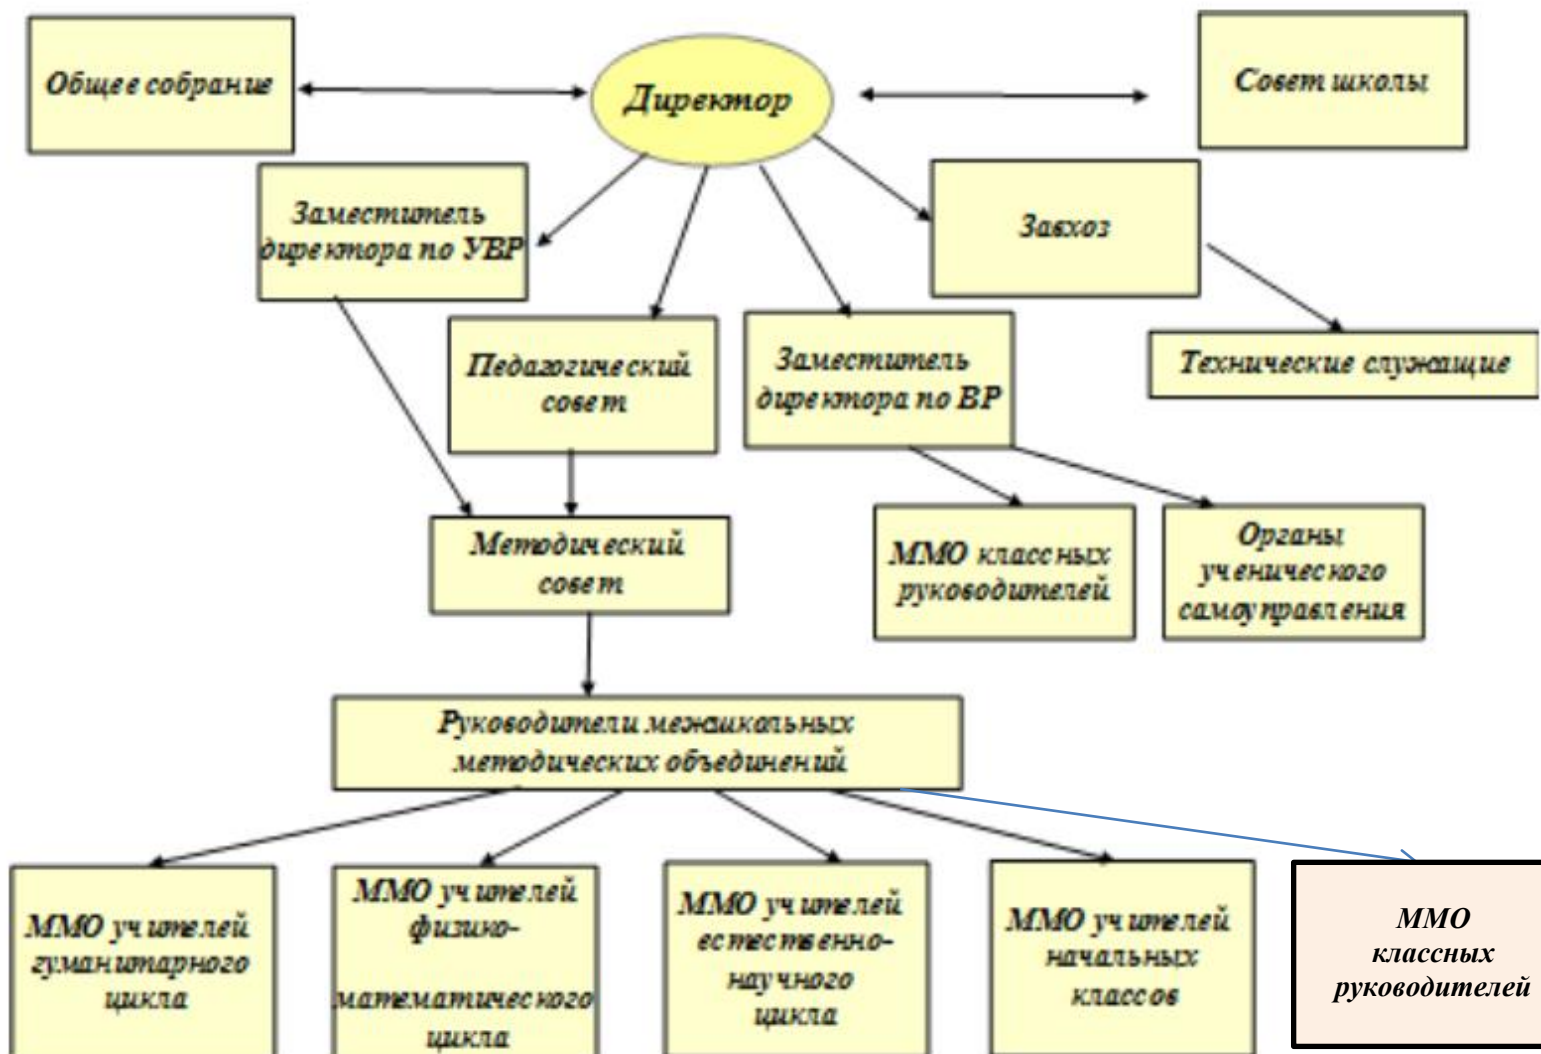 Общее собрание
Директор
Совет школы
Заместитель
директора по УВР
Завхоз
Педагогический
совет
Заместитель
директора по ВР
Технические служащие
Методический
совет
ММО классных
руководителей
Органы
ученического
самоуправления
Руководители межшкольных
методических объединений
ММО учителей
гуманитарного
цикла
ММО учителей
физико-
математического
цикла
ММО учителей
естественно-
научного
цикла
ММО учителей
начальных
классов
ММО
классных
руководителей